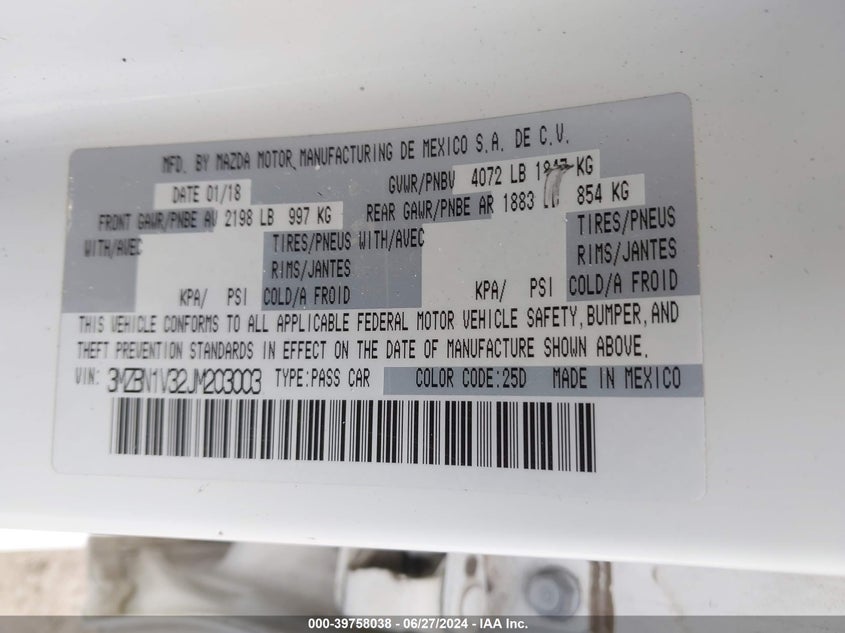 MFD. BY MAZDA MOTOR MANUFACTURING DE MEXICO S.A. DE C.V.
DATE 01/18 GVWR/PNBV 4072 LB KG
FRONT GAWR/PNBE AV 2198 LB 997 KG REAR GAWR/PNBE AR 1883 854 KG
WITH/AVEC TIRES/PNEUS WITH/AVEC TIRES/PNEUS
RIMS/JANTES RIMS/JANTES
KPA/ PSI COLD/A FROID KPA/ PSI COLD/A FROID
THIS VEHICLE CONFORMS TO ALL APPLICABLE FEDERAL MOTOR VEHICLE SAFETY, BUMPER, AND
THEFT PREVENTION STANDARDS IN EFFECT ON THE DATE OF MANUFACTURE SHOWN ABOVE.
VIN: 3MZBN1V32JM203003 TYPE:PASS CAR COLOR CODE:25D MADE IN MEXICO
000-39758038 - 06/27/2024 - IAA Inc.